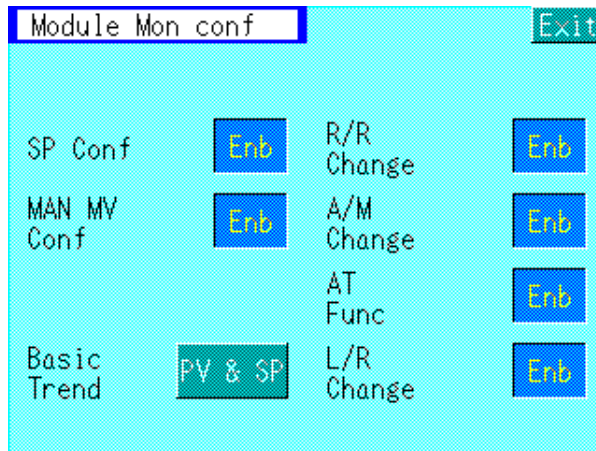 Module Mon conf
Exit
SP Conf
Enb
R/R
Change
Enb
MAN MV
Conf
Enb
A/M
Change
Enb
AT
Func
Enb
Basic
Trend
PV & SP
L/R
Change
Enb